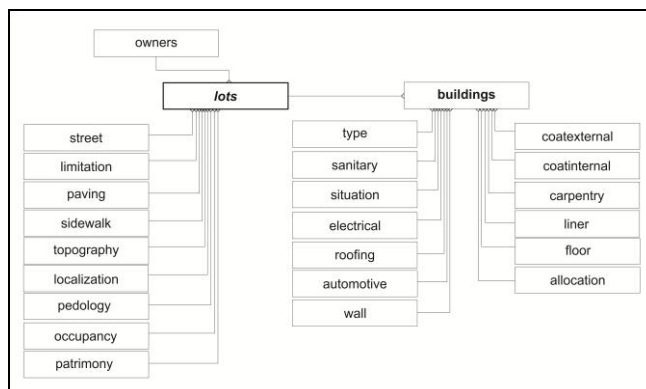 owners
lots
buildings
street
limitation
paving
sidewalk
topography
localization
pedology
occupancy
patrimony
type
sanitary
situation
electrical
roofing
automotive
wall
coatexternal
coatinternal
carpentry
liner
floor
allocation